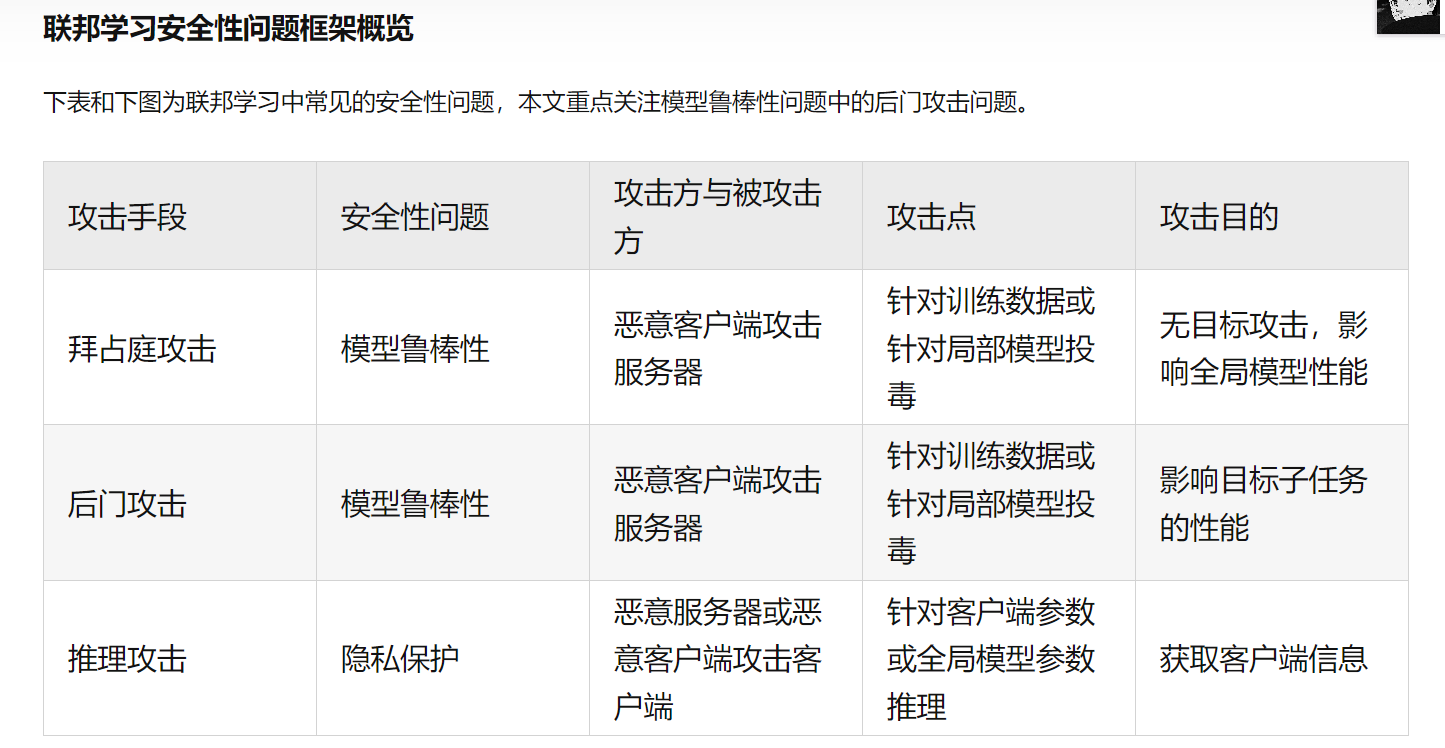 联邦学习安全性问题框架概览
下表和下图为联邦学习中常见的安全性问题，本文重点关注模型鲁棒性问题中的后门攻击问题。
攻击手段
安全性问题
攻击方与被攻击
方
攻击点
攻击目的
拜占庭攻击
模型鲁棒性
恶意客户端攻击
服务器
针对训练数据或
针对局部模型投
毒
无目标攻击，影
响全局模型性能
后门攻击
模型鲁棒性
恶意客户端攻击
服务器
针对训练数据或
针对局部模型投
毒
影响目标子任务
的性能
推理攻击
隐私保护
恶意服务器或恶
意客户端攻击客
户端
针对客户端参数
或全局模型参数
推理
获取客户端信息